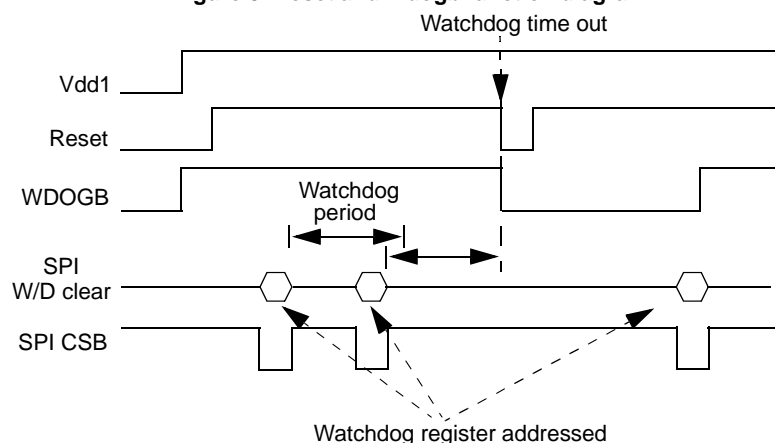 Watchdog time out
Vdd1
Reset
WDOGB
Watchdog
period
SPI
W/D clear
SPI CSB
Watchdog register addressed